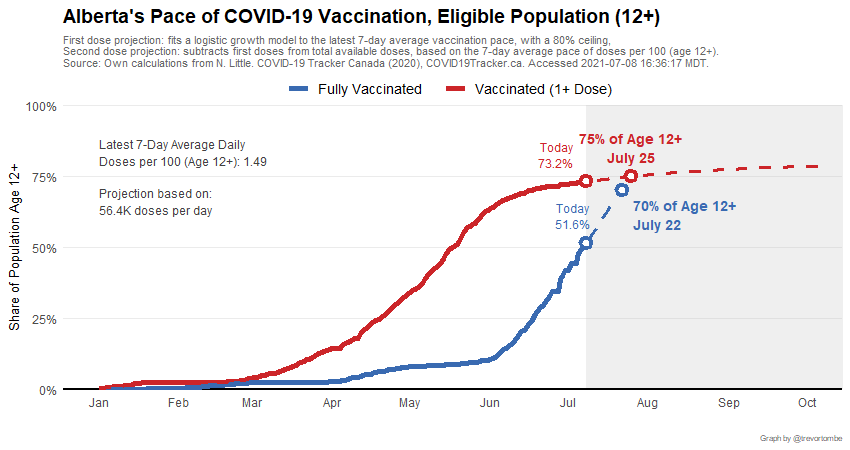 Alberta's Pace of COVID-19 Vaccination, Eligible Population (12+)
First dose projection: fits a logistic growth model to the latest 7-day average vaccination pace, with a 80% ceiling,
Second dose projection: subtracts first doses from total available doses, based on the 7-day average pace of doses per 100 (age 12+).
Source: Own calculations from N. Little. COVID-19 Tracker Canada (2020), COVID19Tracker.ca. Accessed 2021-07-08 16:36:17 MDT.
Fully Vaccinated
Vaccinated (1+ Dose)
Share of Population Age 12+
100%
75%
50%
25%
0%
Latest 7-Day Average Daily
Doses per 100 (Age 12+): 1.49
Projection based on:
56.4K doses per day
Today
73.2%
75% of Age 12+
July 25
Today
51.6%
70% of Age 12+
July 22
Jan
Feb
Mar
Apr
May
Jun
Jul
Aug
Sep
Oct
Graph by @trevortombe